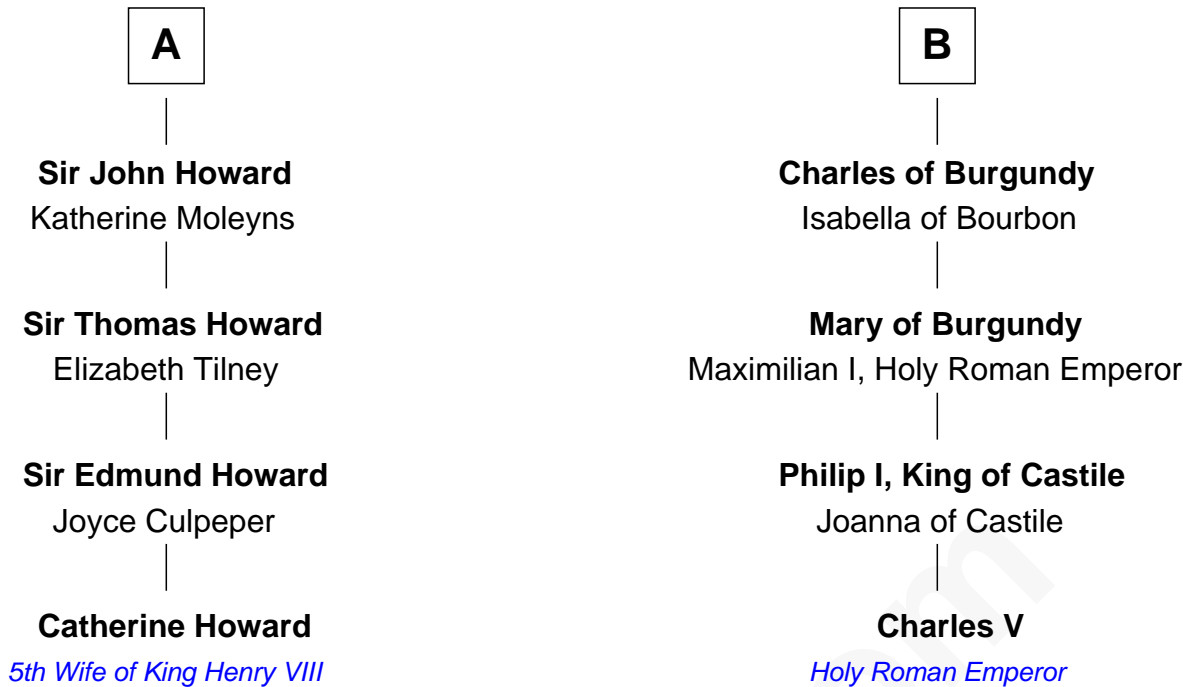 A
Sir John Howard
Katherine Moleyns
Sir Thomas Howard
Elizabeth Tilney
Sir Edmund Howard
Joyce Culpeper
Catherine Howard
5th Wife of King Henry VIII
B
Charles of Burgundy
Isabella of Bourbon
Mary of Burgundy
Maximilian I, Holy Roman Emperor
Philip I, King of Castile
Joanna of Castile
Charles V
Holy Roman Emperor